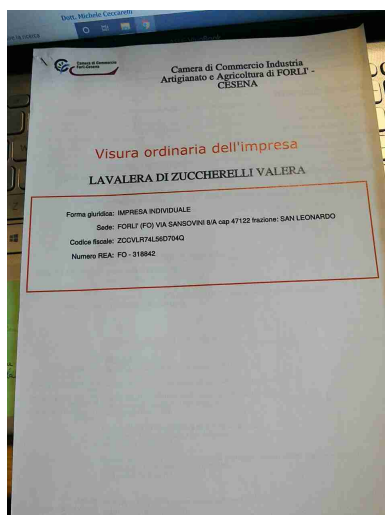 Dott. Michele Ceccarelli
Camera di Commercio
Forlì-Cesena
Camera di Commercio Industria
Artigianato e Agricoltura di FORLI' -
CESENA
Visura ordinaria dell'impresa
LAVALERA DI ZUCCHERELLI VALERA
Forma giuridica: IMPRESA INDIVIDUALE
Sede: FORLI' (FO) VIA SANSOVINI 8/A cap 47122 frazione: SAN LEONARDO
Codice fiscale: ZCCVLR74L56D704Q
Numero REA: FO - 318842